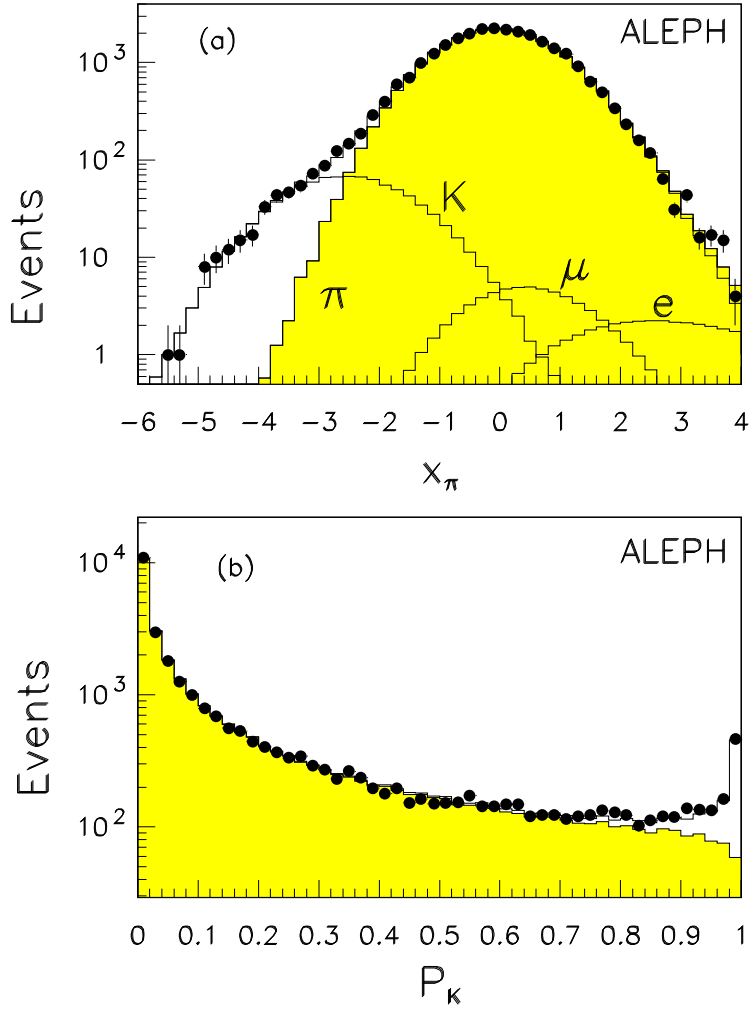 (a) ALEPH
10³
10²
10
1
Events
K
π
μ
e
−6 −5 −4 −3 −2 −1 0 1 2 3 4
xπ
(b) ALEPH
10⁴
10³
10²
Events
0 0.1 0.2 0.3 0.4 0.5 0.6 0.7 0.8 0.9 1
PK